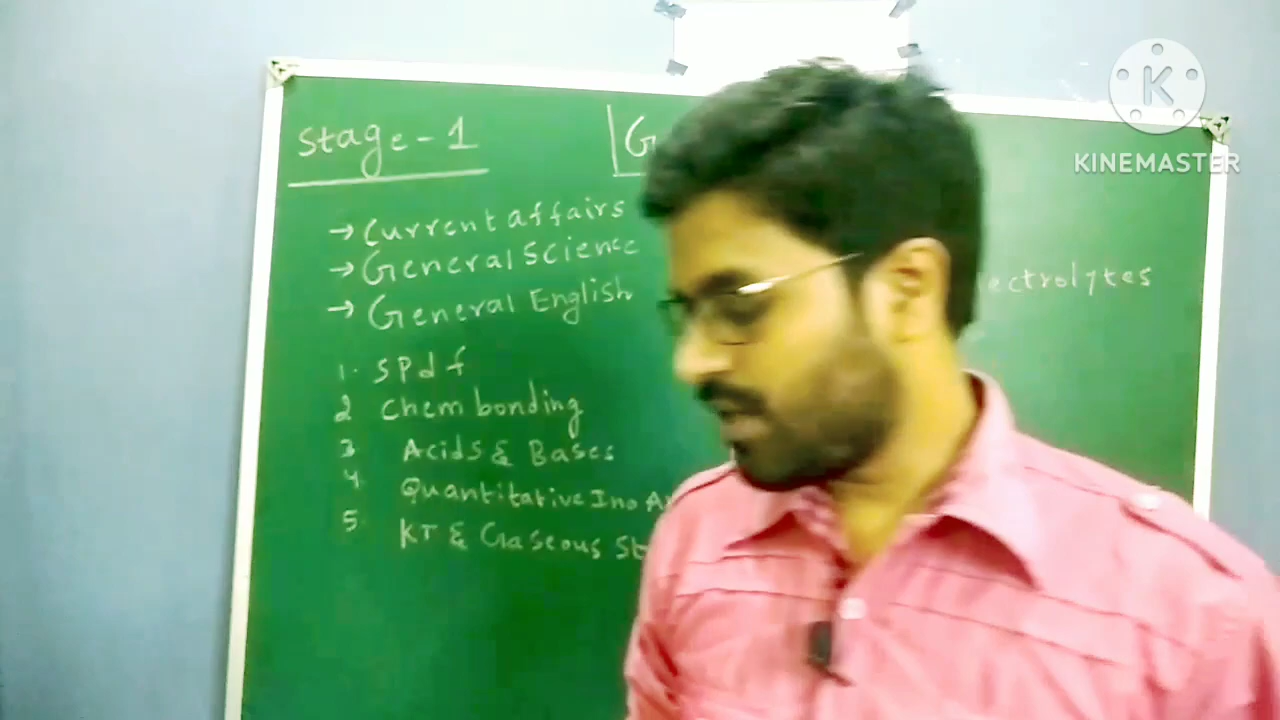 Stage-1
→ Current affairs
→ General Science
→ General English
1. SPdf
2 Chem bonding
3 Acids & Bases
4 Quantitative Ino
5. KT & Gaseous
K
KINEMASTER